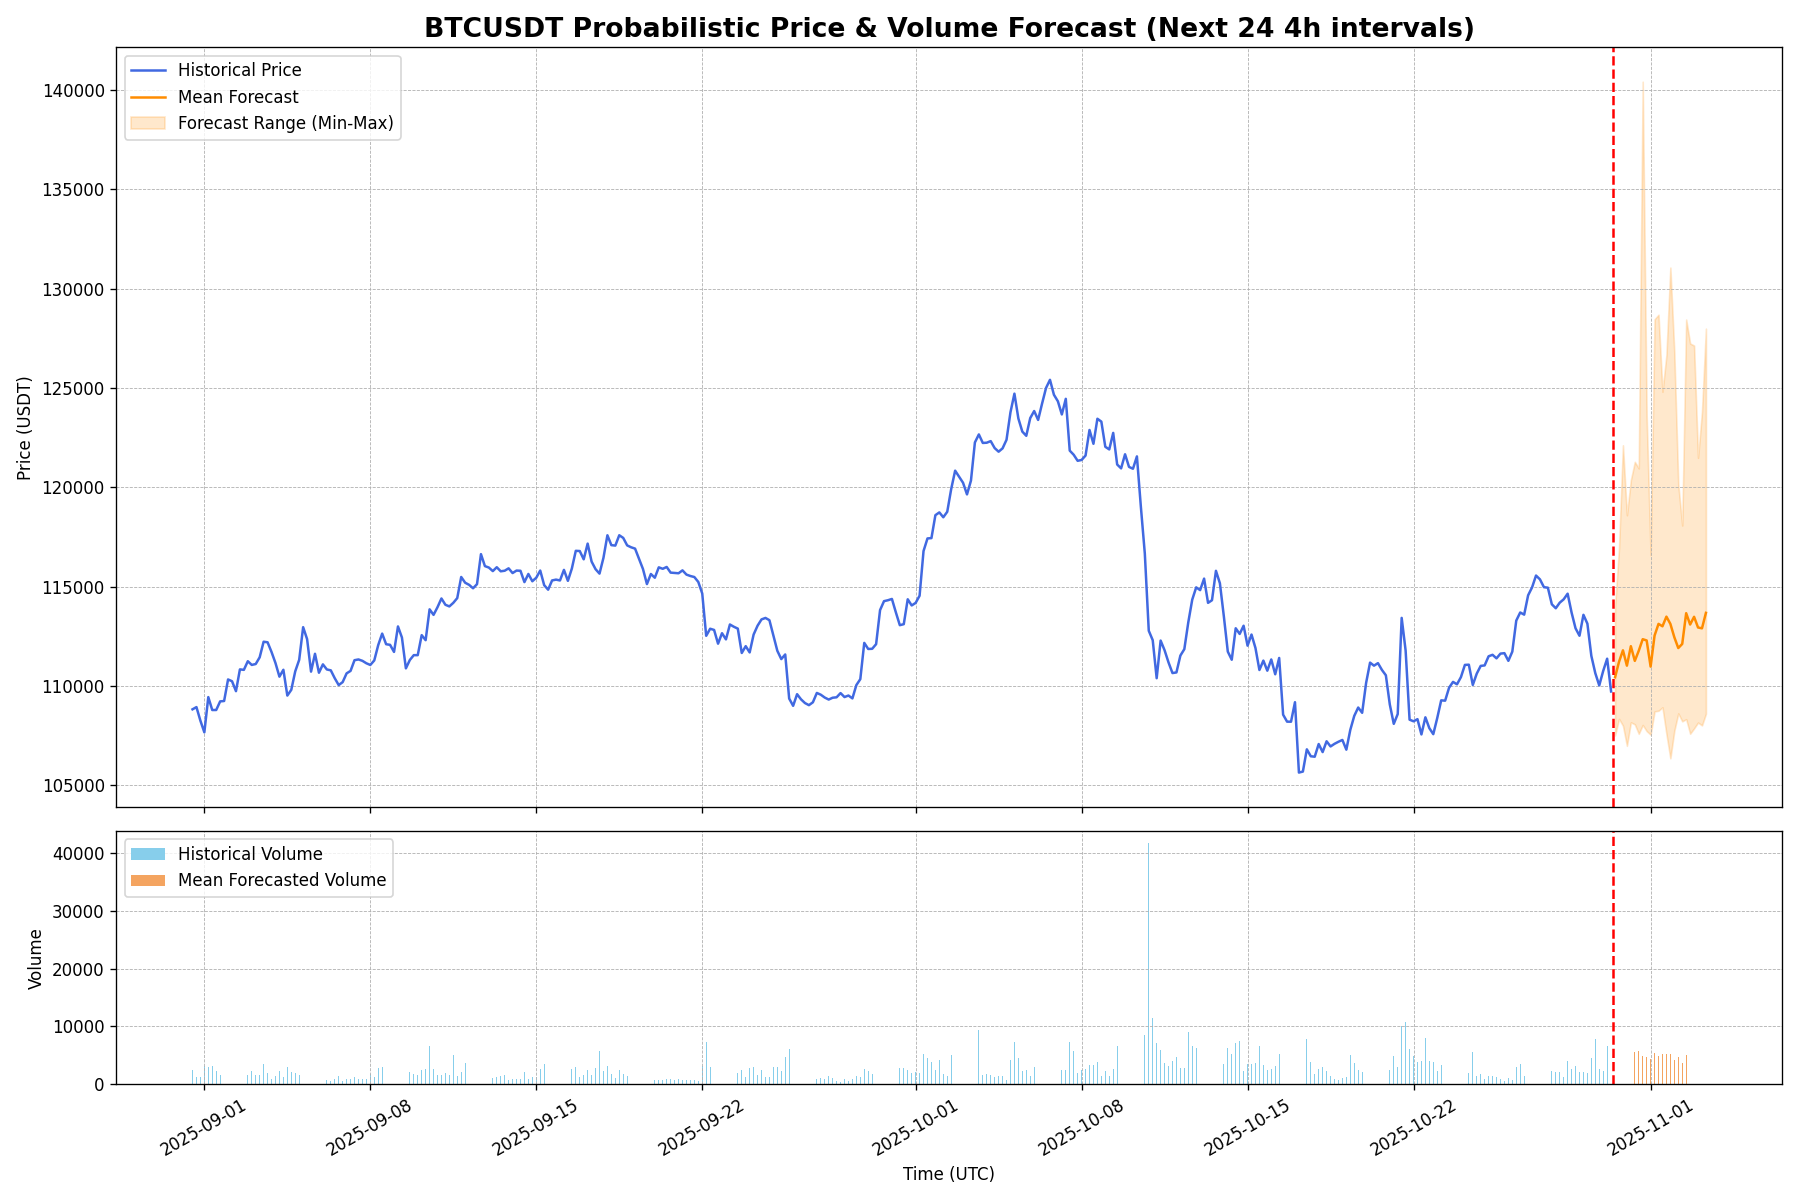 BTCUSDT Probabilistic Price & Volume Forecast (Next 24 4h intervals)
Historical Price
Mean Forecast
Forecast Range (Min-Max)
140000
135000
130000
125000
120000
115000
110000
105000
Price (USDT)
Historical Volume
Mean Forecasted Volume
40000
30000
20000
10000
0
Volume
2025-09-01
2025-09-08
2025-09-15
2025-09-22
2025-10-01
2025-10-08
2025-10-15
2025-10-22
2025-11-01
Time (UTC)